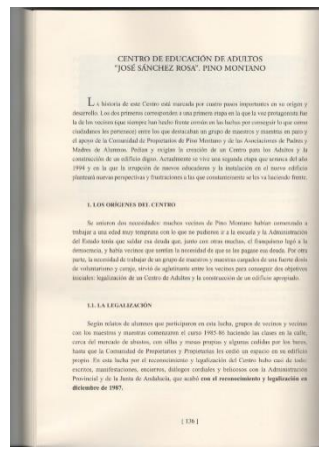 CENTRO DE EDUCACIÓN DE ADULTOS
"JOSÉ SÁNCHEZ ROSA". PINO MONTANO
La historia de este Centro está marcada por cuatro pasos importantes en su origen y
desarrollo. Los dos primeros corresponden a una primera etapa en la que la voz protagonista fue
la de los vecinos (que siempre han hecho frente común en las luchas por conseguir lo que como
ciudadanos les pertenece) entre los que destacaban un grupo de maestros y maestras en paro y
el apoyo de la Comunidad de Propietarios de Pino Montano y de las Asociaciones de Padres y
Madres de Alumnos. Pedían y exigían la creación de un Centro para los Adultos y la
construcción de un edificio digno. Actualmente se vive una segunda etapa que arranca del año
1994 y en la que la irrupción de nuevos educadores y la instalación en el nuevo edificio
planteará nuevas perspectivas y frustraciones a las que constantemente se les va haciendo frente.
1. LOS ORÍGENES DEL CENTRO
Se unieron dos necesidades: muchos vecinos de Pino Montano habían comenzado a
trabajar a una edad muy temprana con lo que no pudieron ir a la escuela y la Administración
del Estado tenía que saldar esa deuda que, junto con otras muchas, el franquismo legó a la
democracia, y había vecinos que sentían la necesidad de que se les pagase esa deuda. Por otra
parte, la necesidad de trabajar de un grupo de maestros y maestras cargados de una fuerte dosis
de voluntarismo y coraje, sirvió de aglutinante entre los vecinos para conseguir dos objetivos
iniciales: legalización de un Centro de Adultos y la construcción de un edificio apropiado.
1.1. LA LEGALIZACIÓN
Según relatos de alumnos que participaron en esta lucha, grupos de vecinos y vecinas
con los maestros y maestras comenzaron el curso 1985-86 haciendo las clases en la calle,
cerca del mercado de abastos, con sillas y mesas propias y algunas cedidas por los bares,
hasta que la Comunidad de Propietarios y Propietarias les cedió un espacio en su edificio
propio. En esta lucha por el reconocimiento y legalización del Centro hubo casi de todo:
escritos, manifestaciones, encierros, diálogos cordiales y belicosos con la Administración
Provincial y de la Junta de Andalucía, que acabó con el reconocimiento y legalización en
diciembre de 1987.
[ 136 ]